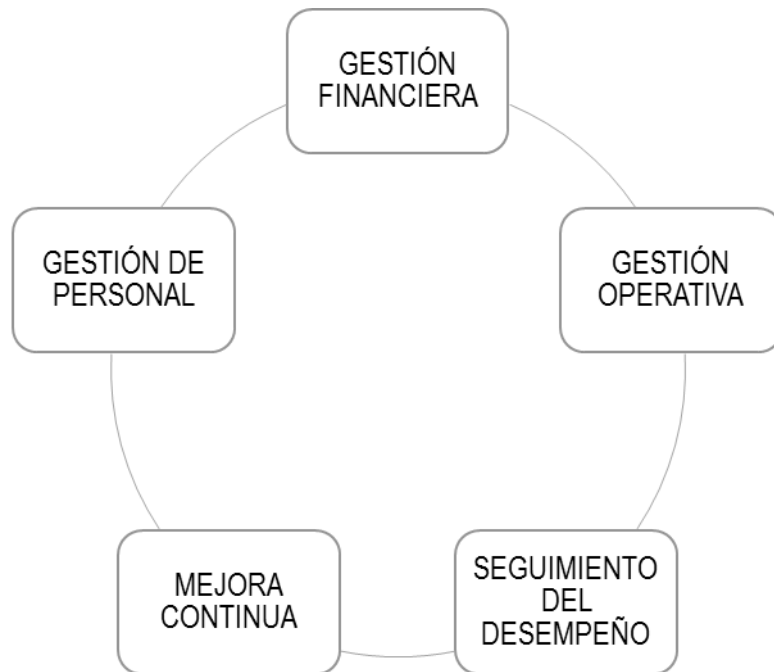 GESTIÓN
FINANCIERA
GESTIÓN
OPERATIVA
SEGUIMIENTO
DEL
DESEMPEÑO
MEJORA
CONTINUA
GESTIÓN DE
PERSONAL